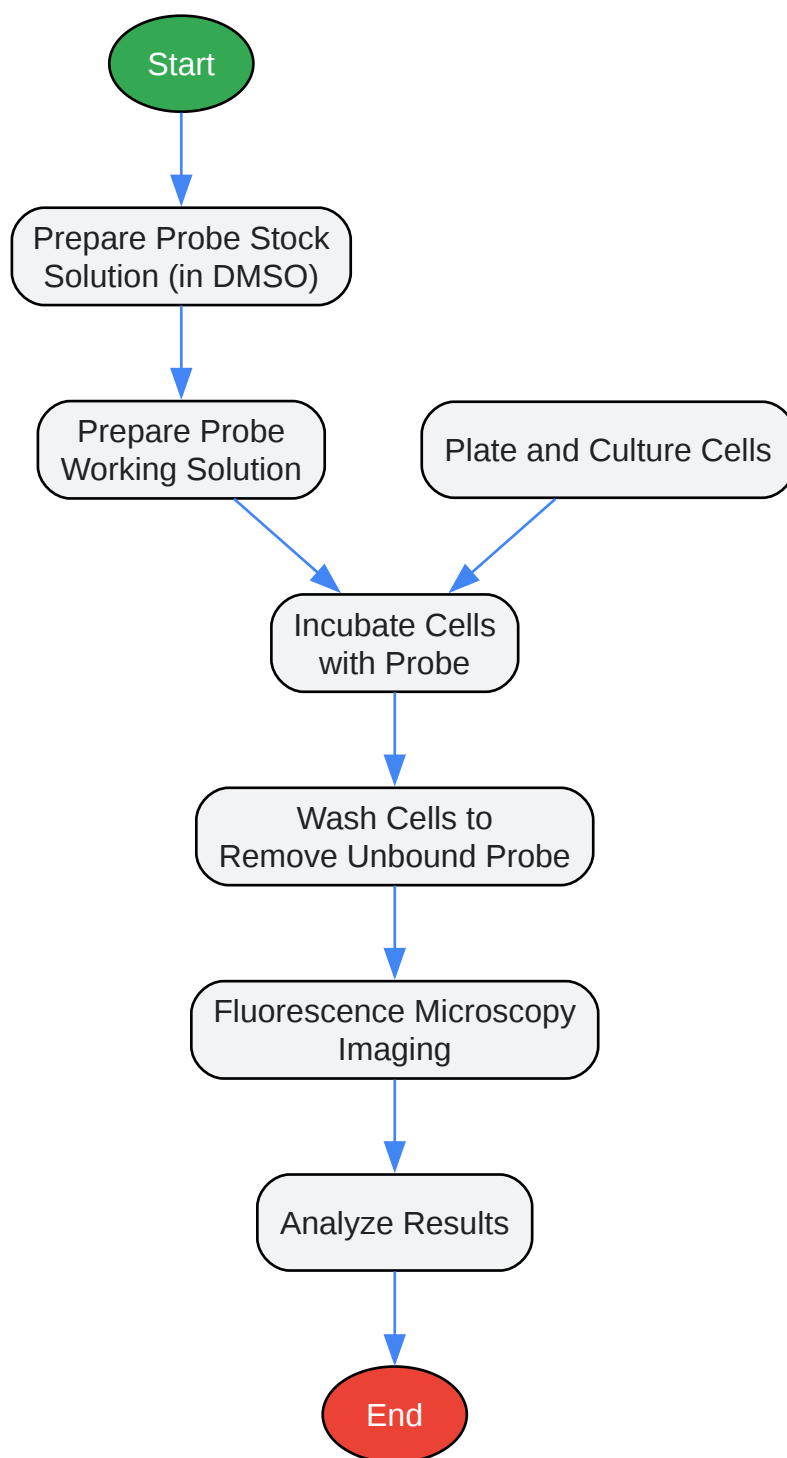 Start
Prepare Probe Stock
Solution (in DMSO)
Prepare Probe
Working Solution
Plate and Culture Cells
Incubate Cells
with Probe
Wash Cells to
Remove Unbound Probe
Fluorescence Microscopy
Imaging
Analyze Results
End